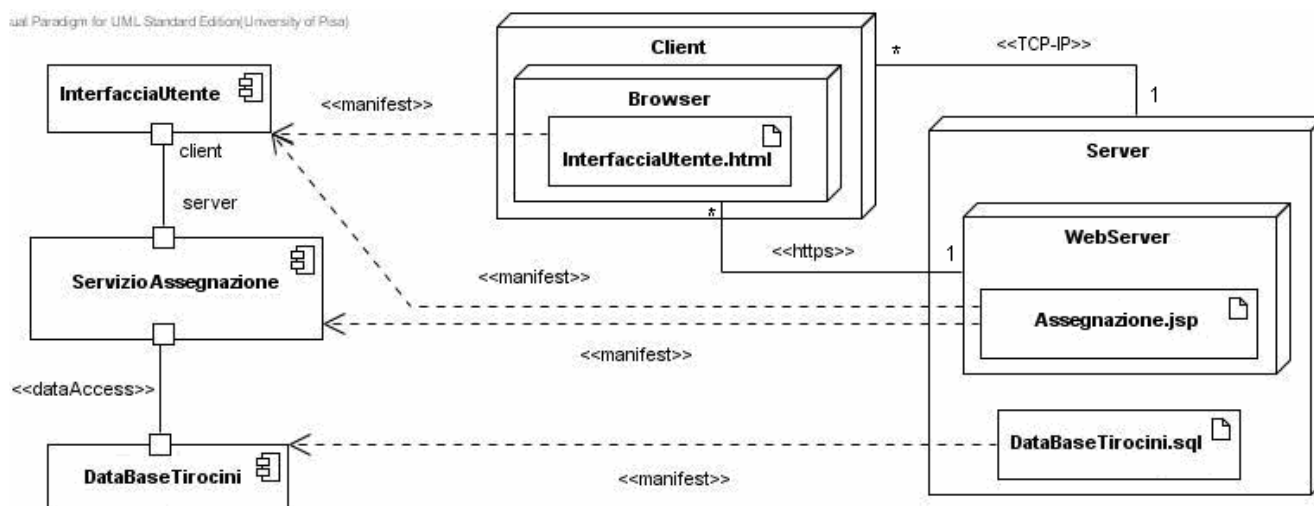 ual Paradigm for UML Standard Edition(University of Pisa)
Client
*
<<TCP-IP>>
1
InterfacciaUtente
<<manifest>>
Browser
InterfacciaUtente.html
client
server
Server
*
<<https>>
1
WebServer
ServizioAssegnazione
<<manifest>>
Assegnazione.jsp
<<manifest>>
<<dataAccess>>
DataBaseTirocini.sql
DataBaseTirocini
<<manifest>>